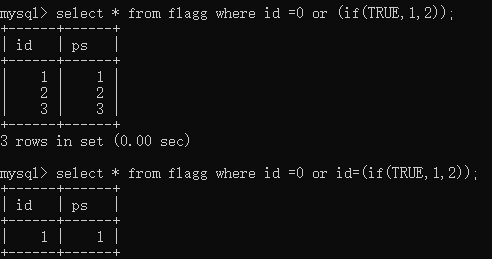 mysql> select * from flagg where id =0 or (if(TRUE,1,2));
+------+------+
| id   | ps   |
+------+------+
|    1 |    1 |
|    2 |    2 |
|    3 |    3 |
+------+------+
3 rows in set (0.00 sec)
mysql> select * from flagg where id =0 or id=(if(TRUE,1,2));
+------+------+
| id   | ps   |
+------+------+
|    1 |    1 |